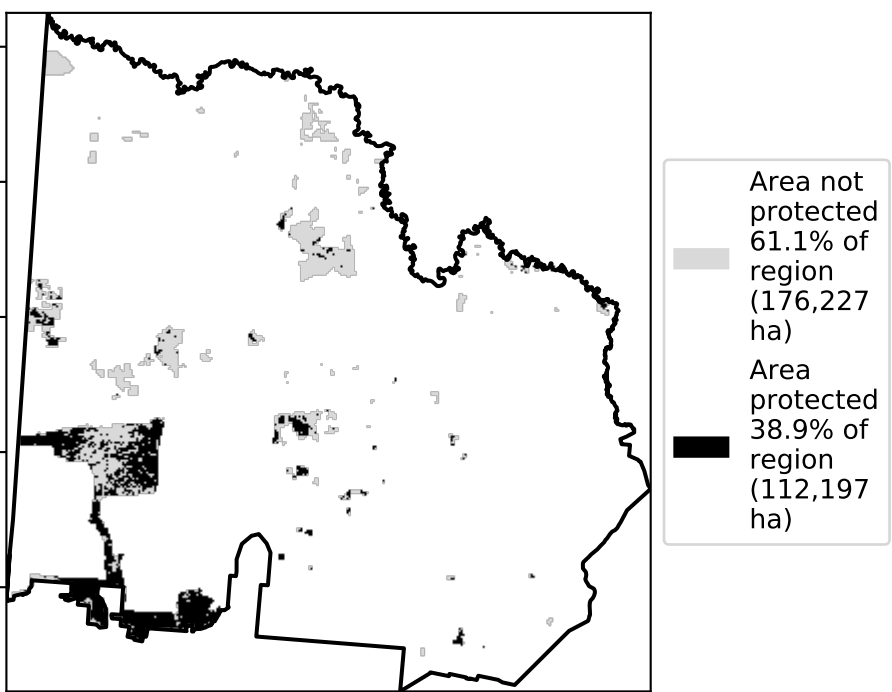 Area not
protected
61.1% of
region
(176,227
ha)
Area
protected
38.9% of
region
(112,197
ha)